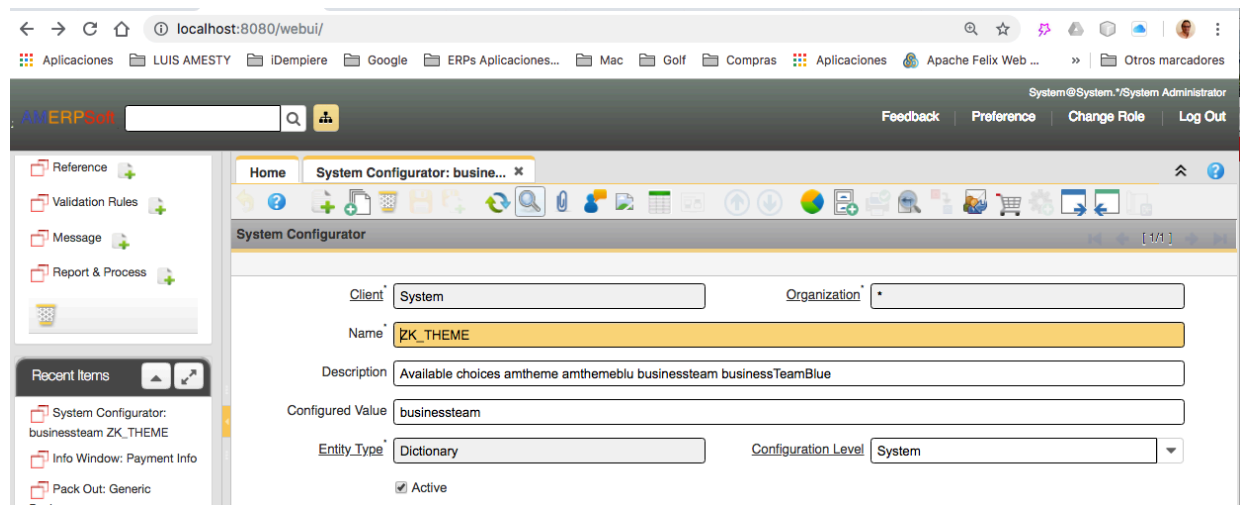 localhost:8080/webui/
Aplicaciones LUIS AMESTY iDempiere Google ERPs Aplicaciones... Mac Golf Compras Aplicaciones Apache Felix Web ... » Otros marcadores
System@System.*/System Administrator
AMERPSoft Feedback Preference Change Role Log Out
Reference
Validation Rules
Message
Report & Process
Recent Items
System Configurator:
businessteam ZK_THEME
Info Window: Payment Info
Pack Out: Generic
Home System Configurator: busine... ×
System Configurator [ 1/1 ]
Client* System Organization* *
Name* ZK_THEME
Description Available choices amtheme amthemeblu businessteam businessTeamBlue
Configured Value businessteam
Entity Type* Dictionary Configuration Level System
Active